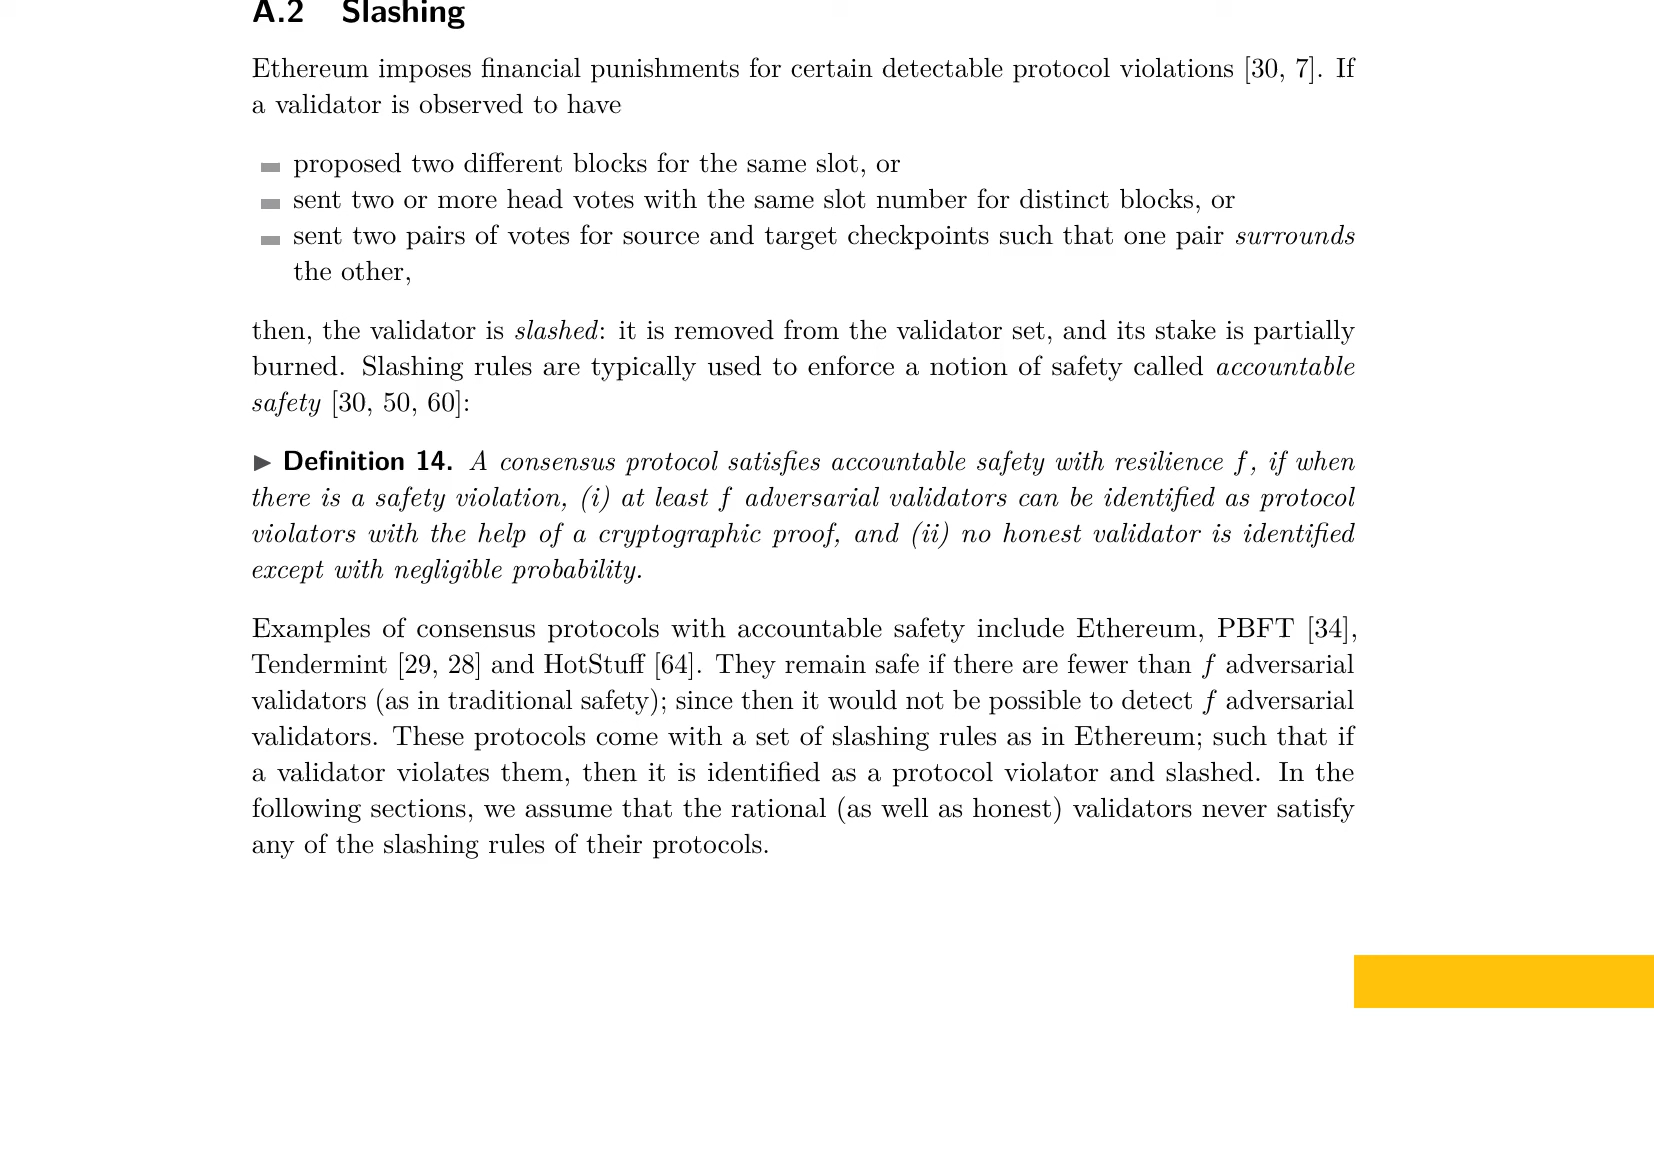 A.2 Slashing
Ethereum imposes financial punishments for certain detectable protocol violations [30, 7]. If
a validator is observed to have
proposed two different blocks for the same slot, or
sent two or more head votes with the same slot number for distinct blocks, or
sent two pairs of votes for source and target checkpoints such that one pair surrounds
the other,
then, the validator is slashed: it is removed from the validator set, and its stake is partially
burned. Slashing rules are typically used to enforce a notion of safety called accountable
safety [30, 50, 60]:
▶ Definition 14. A consensus protocol satisfies accountable safety with resilience f, if when
there is a safety violation, (i) at least f adversarial validators can be identified as protocol
violators with the help of a cryptographic proof, and (ii) no honest validator is identified
except with negligible probability.
Examples of consensus protocols with accountable safety include Ethereum, PBFT [34],
Tendermint [29, 28] and HotStuff [64]. They remain safe if there are fewer than f adversarial
validators (as in traditional safety); since then it would not be possible to detect f adversarial
validators. These protocols come with a set of slashing rules as in Ethereum; such that if
a validator violates them, then it is identified as a protocol violator and slashed. In the
following sections, we assume that the rational (as well as honest) validators never satisfy
any of the slashing rules of their protocols.